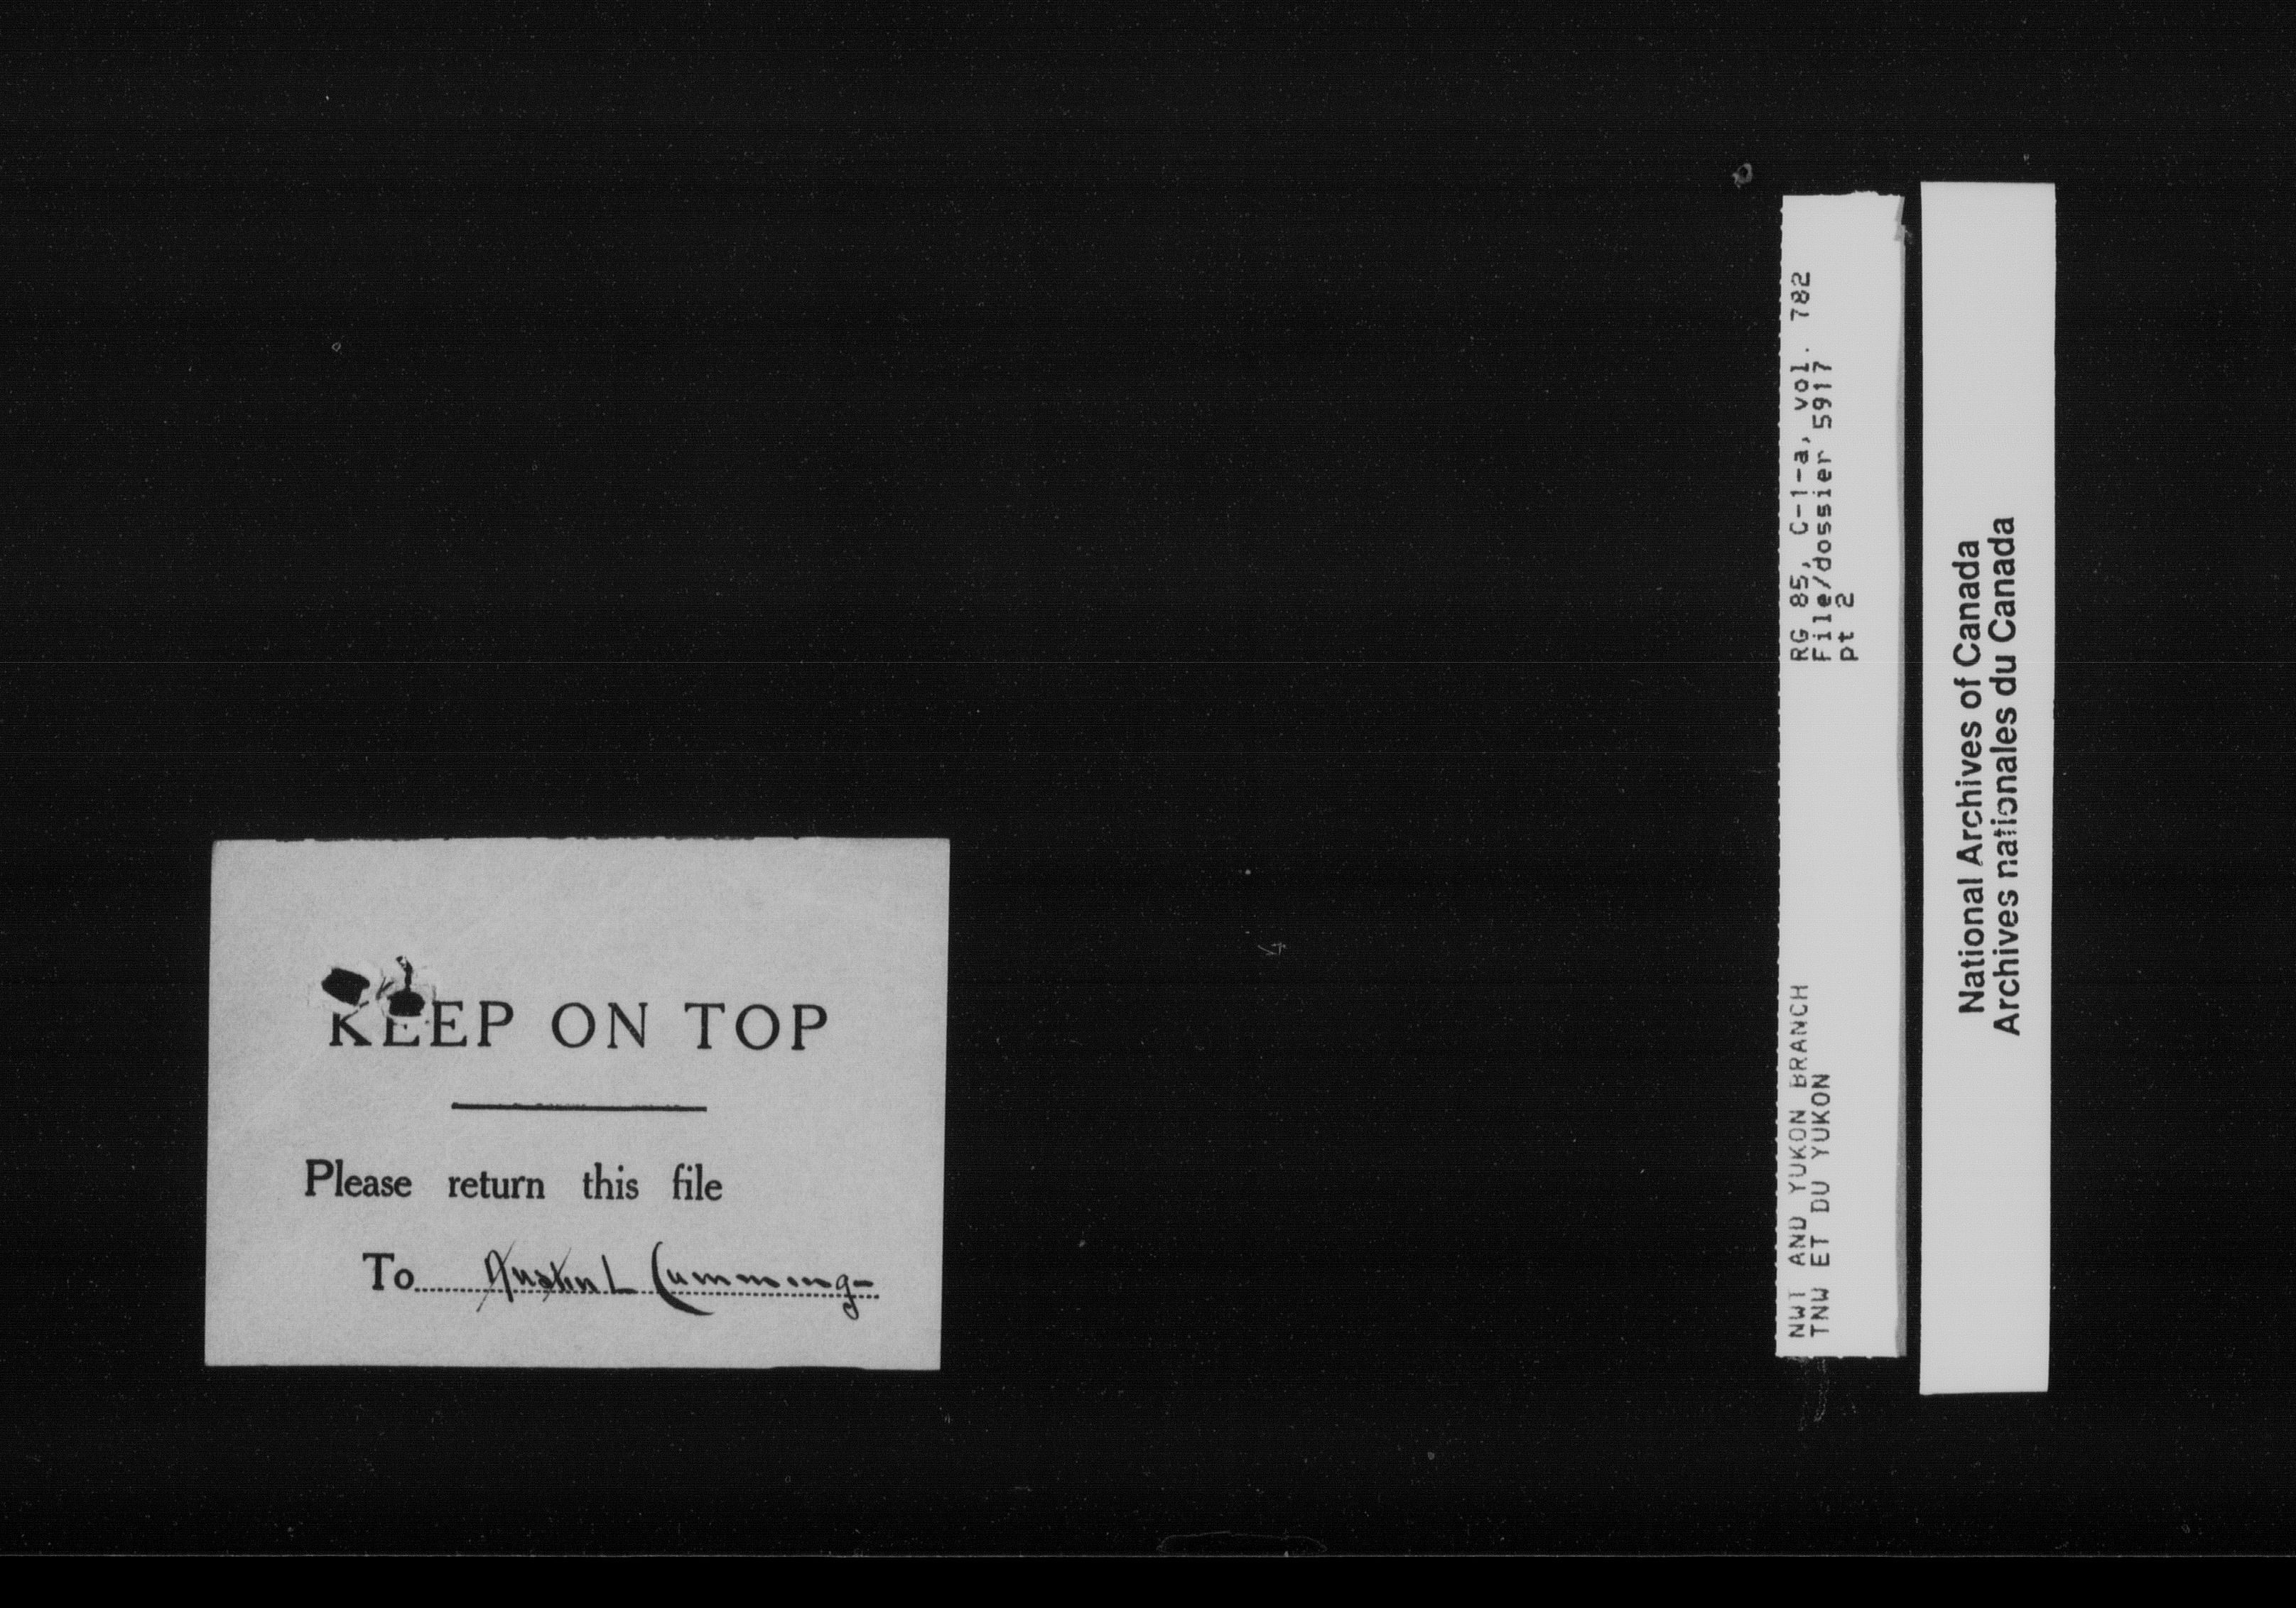 KEEP ON TOP
Please return this file
To Austin L Cumming
RG 85, C-1-a, vol. 782
File/dossier 5917
pt 2
NWT AND YUKON BRANCH
TNW ET DU YUKON
National Archives of Canada
Archives nationales du Canada